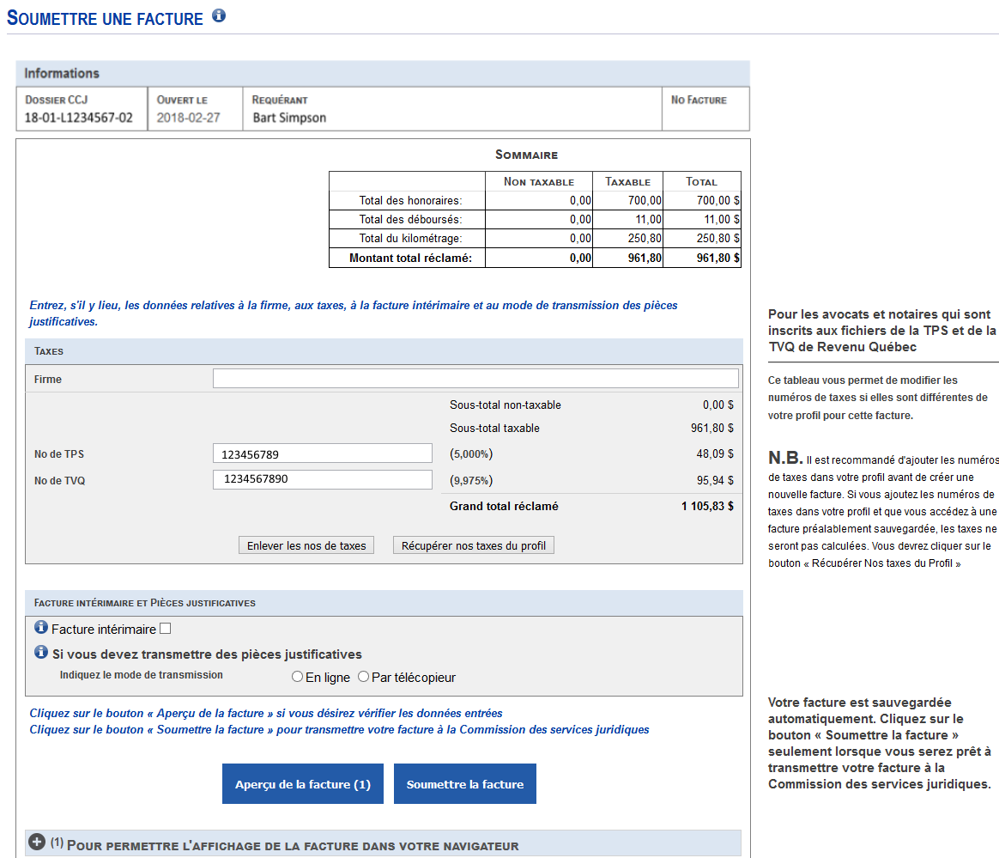 SOUMETTRE UNE FACTURE
Informations
DOSSIER CCJ
18-01-L1234567-02
OUVERT LE
2018-02-27
REQUÉRANT
Bart Simpson
NO FACTURE
SOMMAIRE
NON TAXABLE TAXABLE TOTAL
Total des honoraires: 0,00 700,00 700,00 $
Total des déboursés: 0,00 11,00 11,00 $
Total du kilométrage: 0,00 250,80 250,80 $
Montant total réclamé: 0,00 961,80 961,80 $
Entrez, s'il y lieu, les données relatives à la firme, aux taxes, à la facture intérimaire et au mode de transmission des pièces
justificatives.
TAXES
Firme
Sous-total non-taxable 0,00 $
Sous-total taxable 961,80 $
No de TPS 123456789 (5,000%) 48,09 $
No de TVQ 1234567890 (9,975%) 95,94 $
Grand total réclamé 1 105,83 $
Enlever les nos de taxes Récupérer nos taxes du profil
Pour les avocats et notaires qui sont
inscrits aux fichiers de la TPS et de la
TVQ de Revenu Québec
Ce tableau vous permet de modifier les
numéros de taxes si elles sont différentes de
votre profil pour cette facture.
N.B. Il est recommandé d'ajouter les numéros
de taxes dans votre profil avant de créer une
nouvelle facture. Si vous ajoutez les numéros de
taxes dans votre profil et que vous accédez à une
facture préalablement sauvegardée, les taxes ne
seront pas calculées. Vous devrez cliquer sur le
bouton « Récupérer Nos taxes du Profil »
FACTURE INTÉRIMAIRE ET PIÈCES JUSTIFICATIVES
Facture intérimaire
Si vous devez transmettre des pièces justificatives
Indiquez le mode de transmission En ligne Par télécopieur
Cliquez sur le bouton « Aperçu de la facture » si vous désirez vérifier les données entrées
Cliquez sur le bouton « Soumettre la facture » pour transmettre votre facture à la Commission des services juridiques
Aperçu de la facture (1) Soumettre la facture
Votre facture est sauvegardée
automatiquement. Cliquez sur le
bouton « Soumettre la facture »
seulement lorsque vous serez prêt à
transmettre votre facture à la
Commission des services juridiques.
(1) POUR PERMETTRE L'AFFICHAGE DE LA FACTURE DANS VOTRE NAVIGATEUR